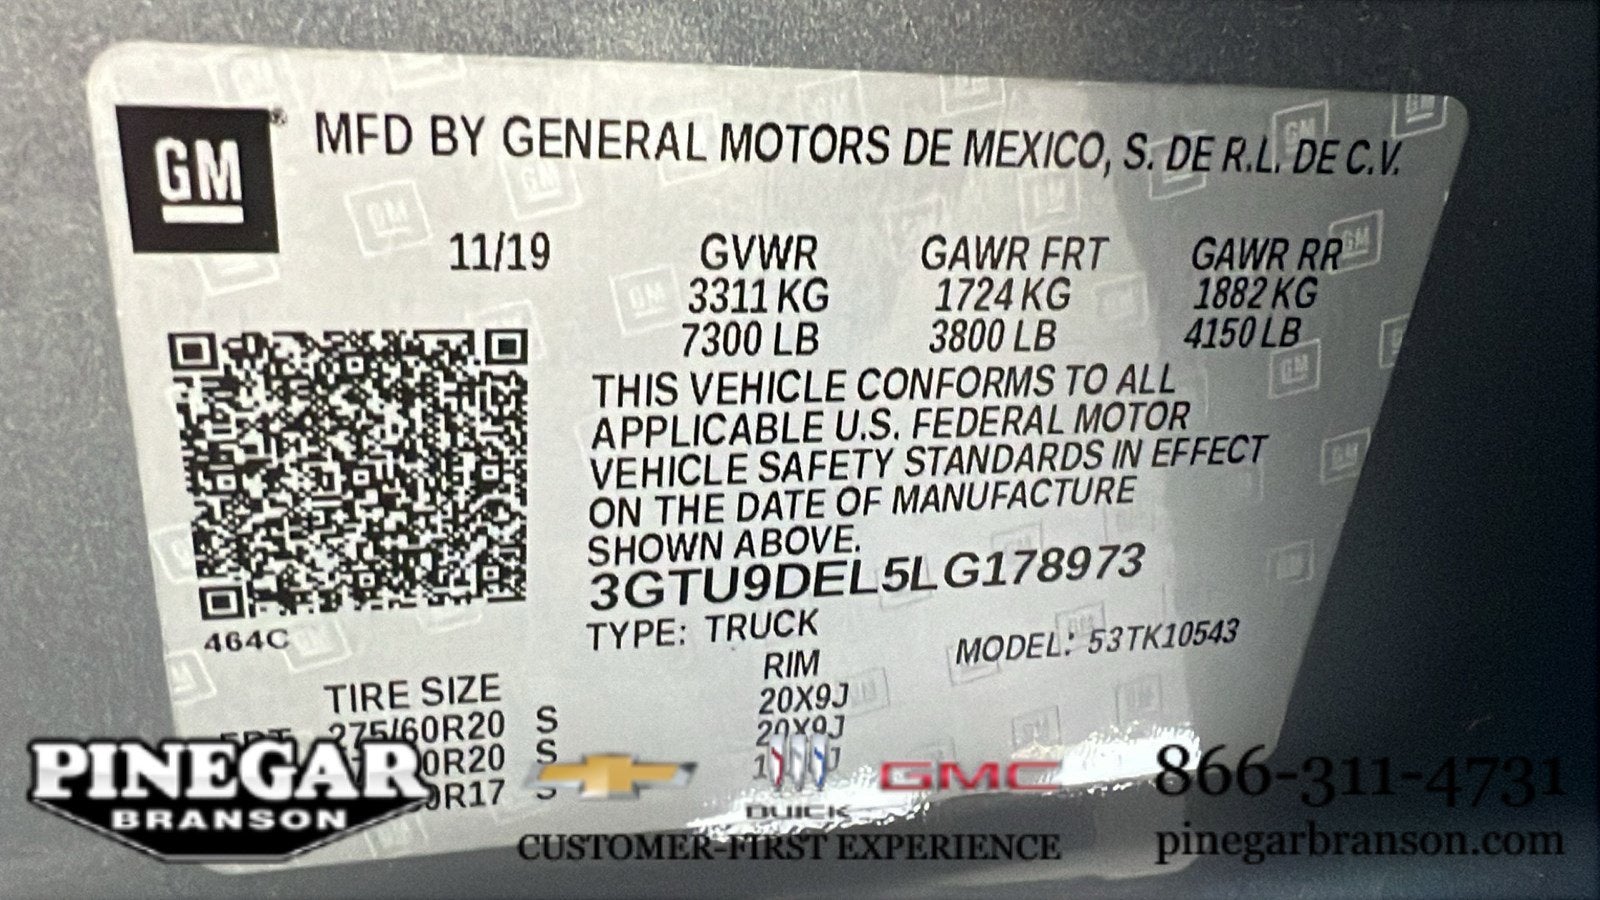 GM
MFD BY GENERAL MOTORS DE MEXICO, S. DE R.L. DE C.V.
11/19 GVWR GAWR FRT GAWR RR
3311 KG 1724 KG 1882 KG
7300 LB 3800 LB 4150 LB
THIS VEHICLE CONFORMS TO ALL
APPLICABLE U.S. FEDERAL MOTOR
VEHICLE SAFETY STANDARDS IN EFFECT
ON THE DATE OF MANUFACTURE
SHOWN ABOVE.
3GTU9DEL5LG178973
464C
TYPE: TRUCK MODEL: 53TK10543
TIRE SIZE RIM
FRT 275/60R20 S 20X9J
S 20X9J
PINEGAR
BRANSON
BUICK
GMC
CUSTOMER-FIRST EXPERIENCE
866-311-4731
pinegarbranson.com